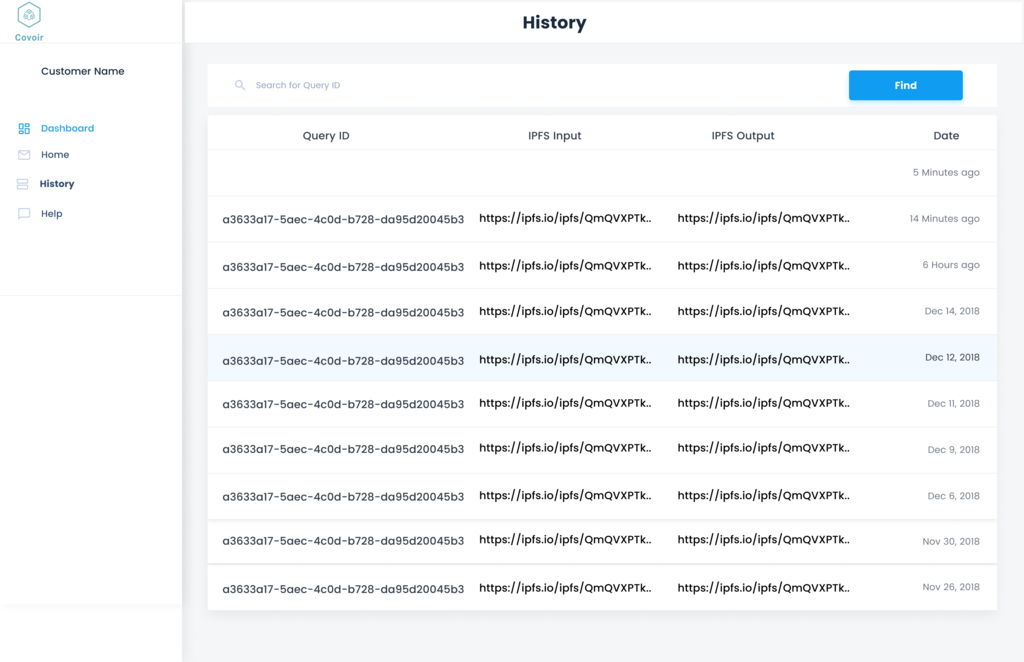 Covoir
History
Customer Name
Search for Query ID
Find
Dashboard
Home
History
Help
Query ID IPFS Input IPFS Output Date
5 Minutes ago
a3633a17-5aec-4c0d-b728-da95d20045b3 https://ipfs.io/ipfs/QmQVXPTk.. https://ipfs.io/ipfs/QmQVXPTk.. 14 Minutes ago
a3633a17-5aec-4c0d-b728-da95d20045b3 https://ipfs.io/ipfs/QmQVXPTk.. https://ipfs.io/ipfs/QmQVXPTk.. 6 Hours ago
a3633a17-5aec-4c0d-b728-da95d20045b3 https://ipfs.io/ipfs/QmQVXPTk.. https://ipfs.io/ipfs/QmQVXPTk.. Dec 14, 2018
a3633a17-5aec-4c0d-b728-da95d20045b3 https://ipfs.io/ipfs/QmQVXPTk.. https://ipfs.io/ipfs/QmQVXPTk.. Dec 12, 2018
a3633a17-5aec-4c0d-b728-da95d20045b3 https://ipfs.io/ipfs/QmQVXPTk.. https://ipfs.io/ipfs/QmQVXPTk.. Dec 11, 2018
a3633a17-5aec-4c0d-b728-da95d20045b3 https://ipfs.io/ipfs/QmQVXPTk.. https://ipfs.io/ipfs/QmQVXPTk.. Dec 9, 2018
a3633a17-5aec-4c0d-b728-da95d20045b3 https://ipfs.io/ipfs/QmQVXPTk.. https://ipfs.io/ipfs/QmQVXPTk.. Dec 6, 2018
a3633a17-5aec-4c0d-b728-da95d20045b3 https://ipfs.io/ipfs/QmQVXPTk.. https://ipfs.io/ipfs/QmQVXPTk.. Nov 30, 2018
a3633a17-5aec-4c0d-b728-da95d20045b3 https://ipfs.io/ipfs/QmQVXPTk.. https://ipfs.io/ipfs/QmQVXPTk.. Nov 26, 2018